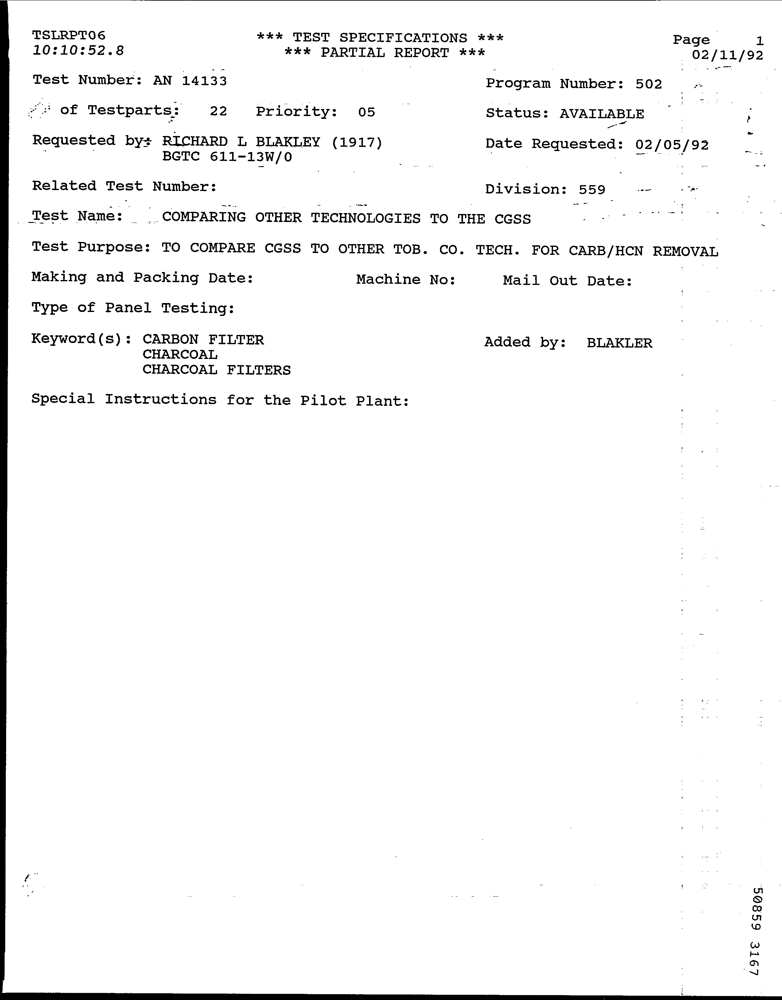 TSLRPT06 *** TEST SPECIFICATIONS *** Page 1
10:10:52.8 *** PARTIAL REPORT *** 02/11/92
Test Number: AN 14133 Program Number: 502
of Testparts: 22 Priority: 05 Status: AVAILABLE
Requested by: RICHARD L BLAKLEY (1917) Date Requested: 02/05/92
BGTC 611-13W/0
Related Test Number: Division: 559
Test Name: COMPARING OTHER TECHNOLOGIES TO THE CGSS
Test Purpose: TO COMPARE CGSS TO OTHER TOB. CO. TECH. FOR CARB/HCN REMOVAL
Making and Packing Date: Machine No: Mail Out Date:
Type of Panel Testing:
Keyword(s): CARBON FILTER Added by: BLAKLER
CHARCOAL
CHARCOAL FILTERS
Special Instructions for the Pilot Plant:
50859 3167